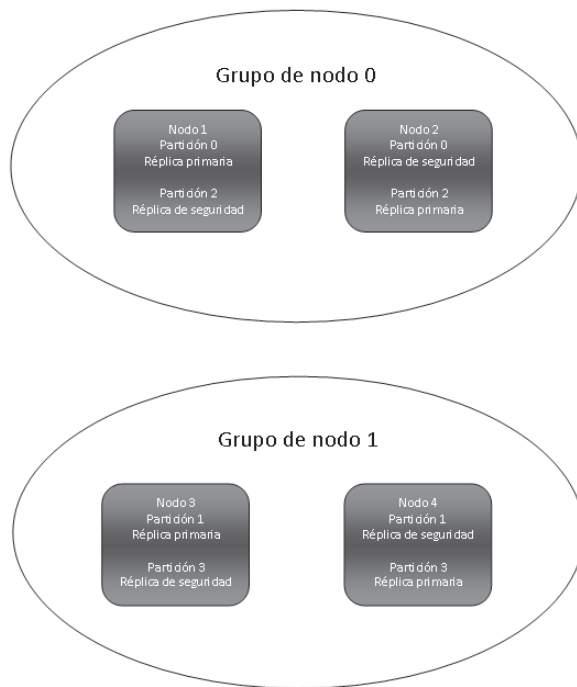 Grupo de nodo 0
Nodo 1
Partición 0
Réplica primaria
Partición 2
Réplica de seguridad
Nodo 2
Partición 0
Réplica de seguridad
Partición 2
Réplica primaria
Grupo de nodo 1
Nodo 3
Partición 1
Réplica primaria
Partición 3
Réplica de seguridad
Nodo 4
Partición 1
Réplica de seguridad
Partición 3
Réplica primaria